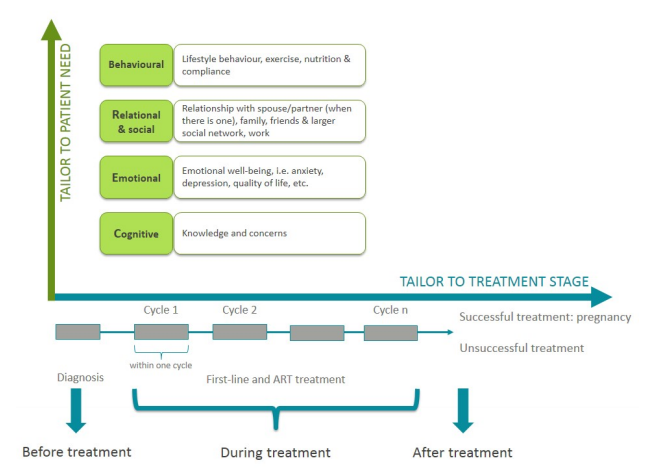 TAILOR TO PATIENT NEED
Behavioural
Lifestyle behaviour, exercise, nutrition &
compliance
Relational
& social
Relationship with spouse/partner (when
there is one), family, friends & larger
social network, work
Emotional
Emotional well-being, i.e. anxiety,
depression, quality of life, etc.
Cognitive
Knowledge and concerns
TAILOR TO TREATMENT STAGE
Cycle 1
Cycle 2
Cycle n
Successful treatment: pregnancy
Unsuccessful treatment
within one cycle
Diagnosis
First-line and ART treatment
Before treatment
During treatment
After treatment